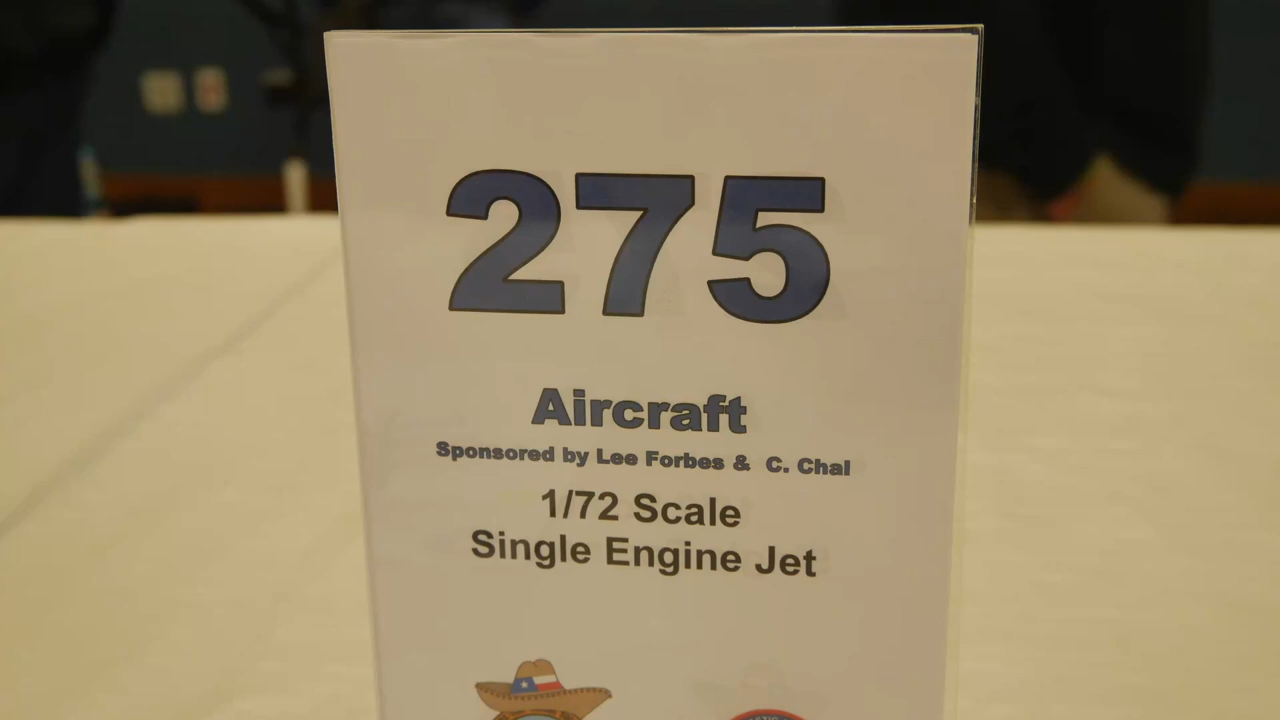 275
Aircraft
Sponsored by Lee Forbes & C. Chal
1/72 Scale
Single Engine Jet